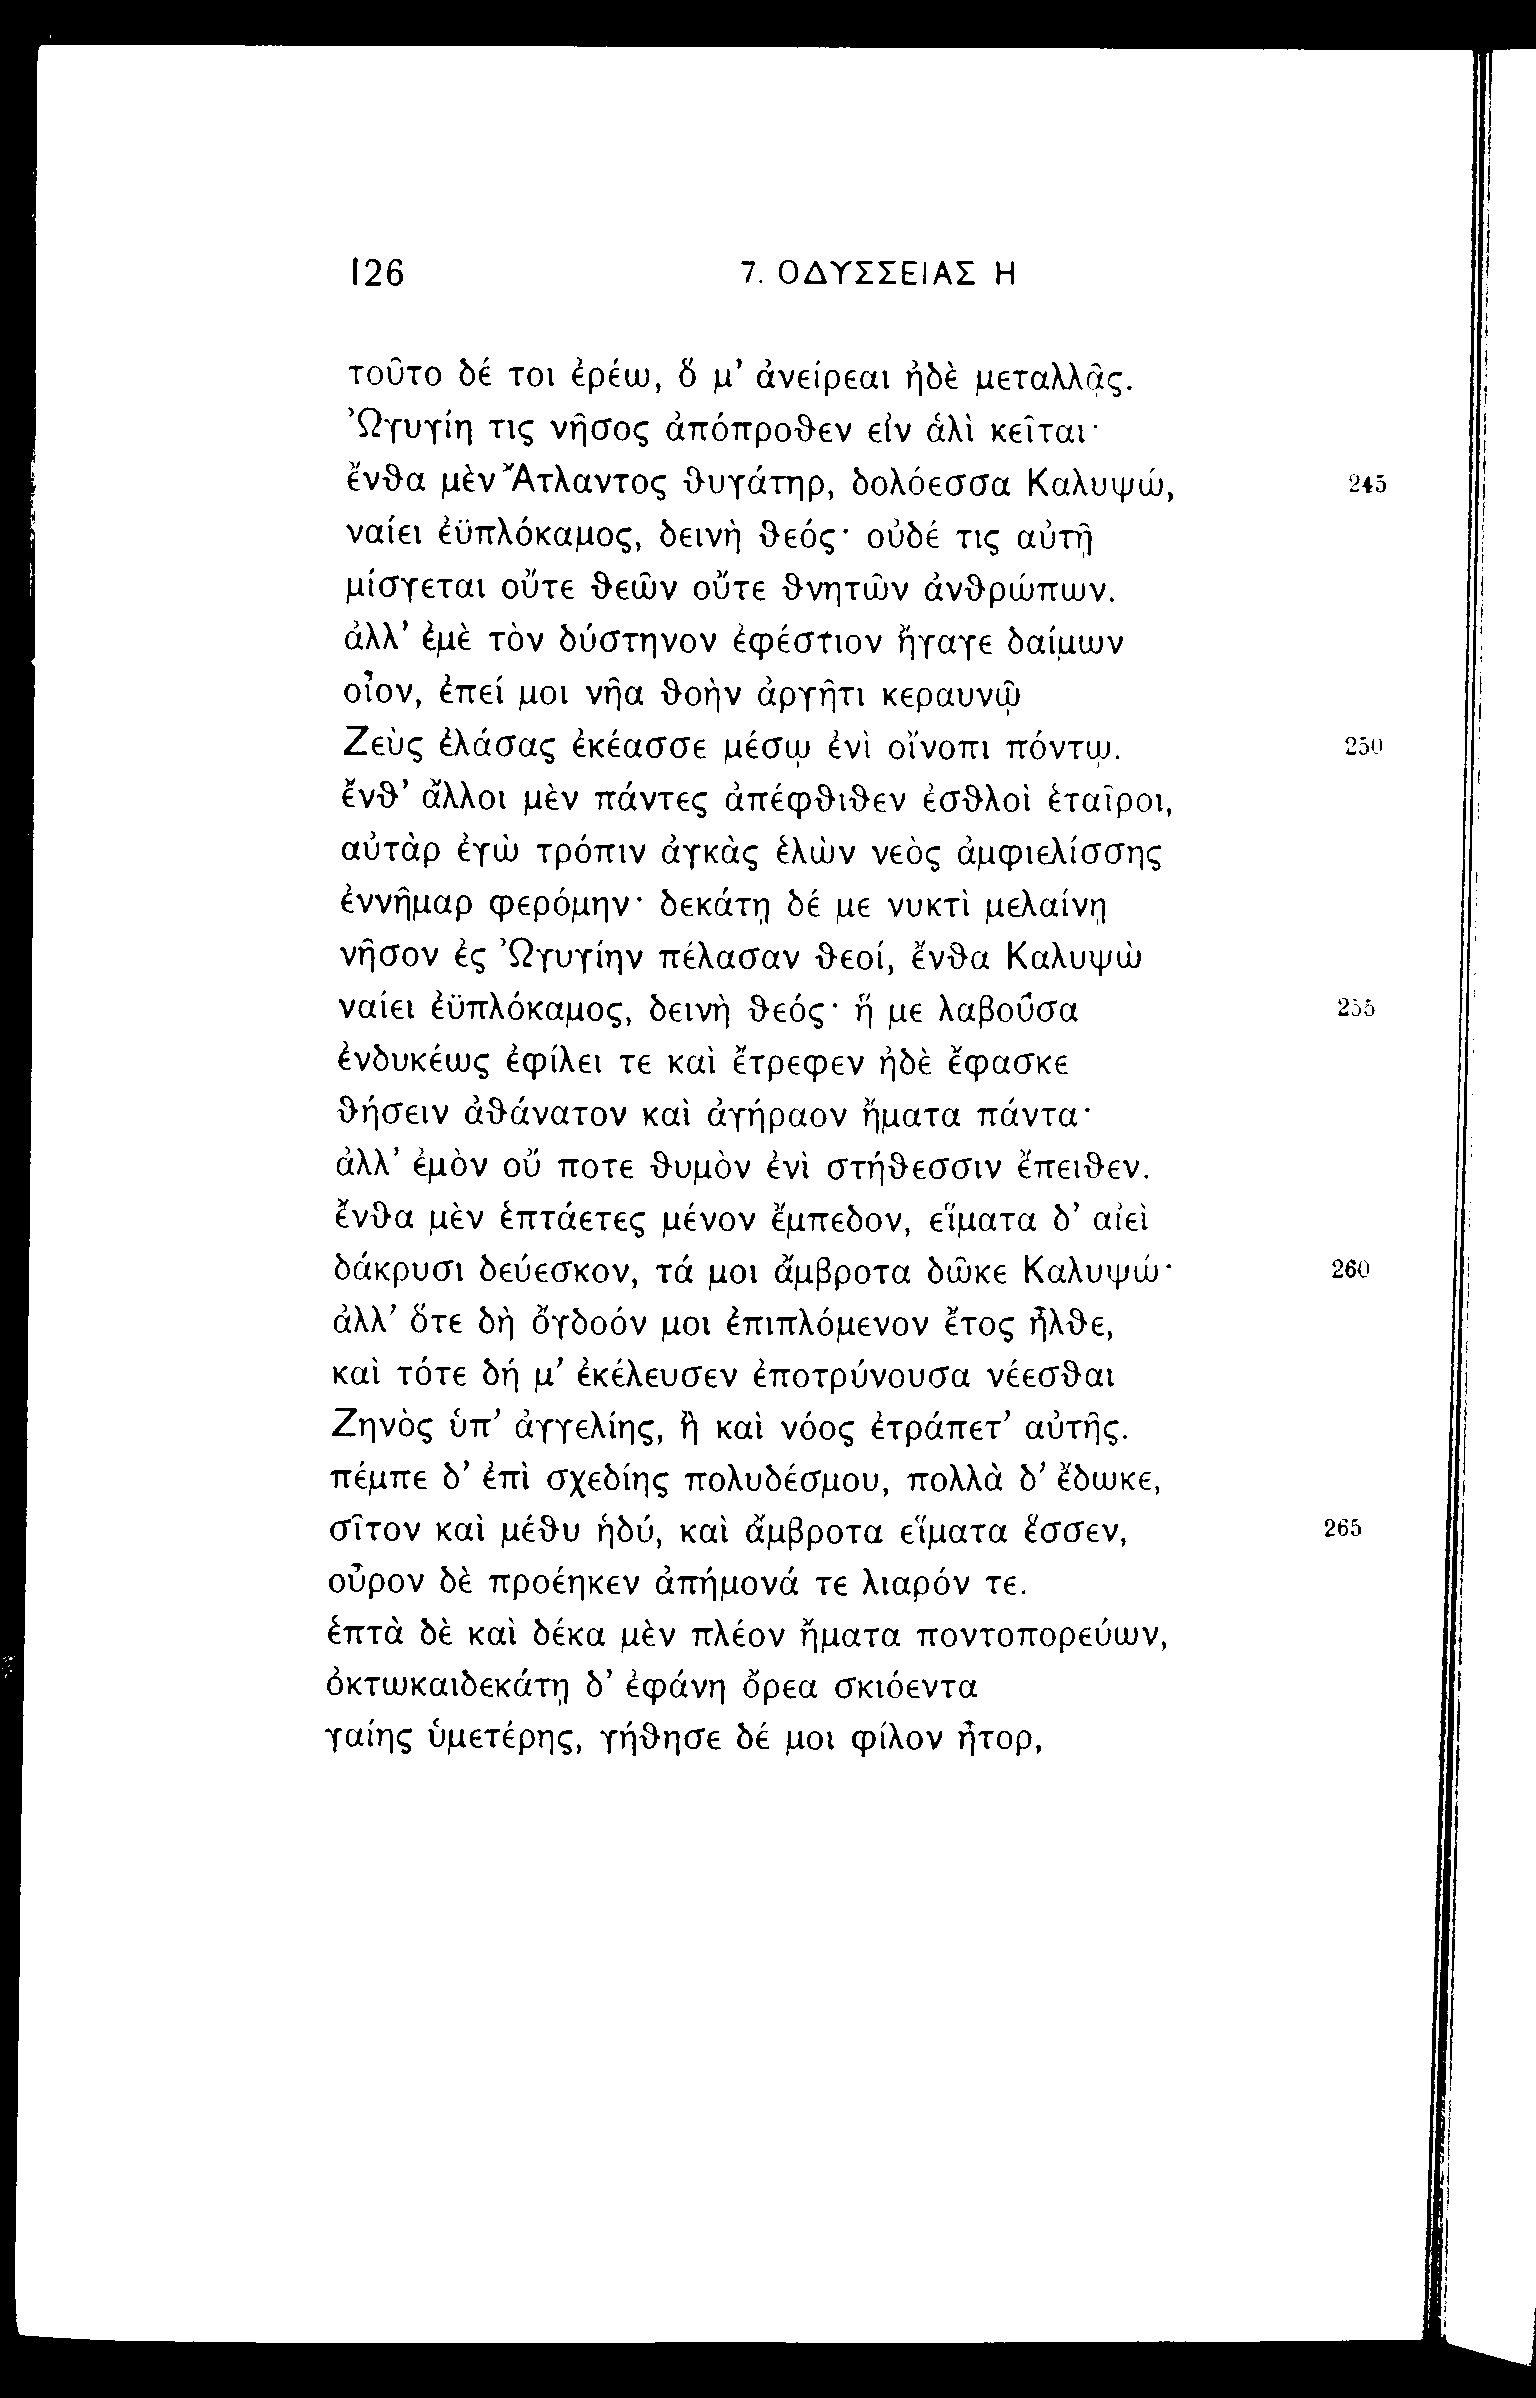 126
7. ΟΔΥΣΣΕΙΑΣ Η
τοῦτο δέ τοι ἐρέω, ὅ μ’ ἀνείρεαι ἠδὲ μεταλλᾷς.
Ὠγυγίη τις νῆσος ἀπόπροϑεν εἰν ἁλὶ κεῖται·
ἔνϑα μὲν Ἄτλαντος ϑυγάτηρ, δολόεσσα Καλυψώ, 245
ναίει ἐϋπλόκαμος, δεινὴ ϑεός· οὐδέ τις αὐτῇ
μίσγεται οὔτε ϑεῶν οὔτε ϑνητῶν ἀνϑρώπων.
ἀλλ’ ἐμὲ τὸν δύστηνον ἐφέστιον ἤγαγε δαίμων
οἶον, ἐπεί μοι νῆα ϑοὴν ἀργῆτι κεραυνῷ
Ζεὺς ἐλάσας ἐκέασσε μέσῳ ἐνὶ οἴνοπι πόντῳ. 250
ἔνϑ’ ἄλλοι μὲν πάντες ἀπέφϑιϑεν ἐσϑλοὶ ἑταῖροι,
αὐτὰρ ἐγὼ τρόπιν ἀγκὰς ἑλὼν νεὸς ἀμφιελίσσης
ἐννῆμαρ φερόμην· δεκάτῃ δέ με νυκτὶ μελαίνῃ
νῆσον ἐς Ὠγυγίην πέλασαν ϑεοί, ἔνϑα Καλυψὼ
ναίει ἐϋπλόκαμος, δεινὴ ϑεός· ἥ με λαβοῦσα 255
ἐνδυκέως ἐφίλει τε καὶ ἔτρεφεν ἠδὲ ἔφασκε
ϑήσειν ἀϑάνατον καὶ ἀγήραον ἤματα πάντα·
ἀλλ’ ἐμὸν οὔ ποτε ϑυμὸν ἐνὶ στήϑεσσιν ἔπειϑεν.
ἔνϑα μὲν ἑπτάετες μένον ἔμπεδον, εἵματα δ’ αἰεὶ
δάκρυσι δεύεσκον, τά μοι ἄμβροτα δῶκε Καλυψώ· 260
ἀλλ’ ὅτε δὴ ὄγδοόν μοι ἐπιπλόμενον ἔτος ἦλϑε,
καὶ τότε δή μ’ ἐκέλευσεν ἐποτρύνουσα νέεσϑαι
Ζηνὸς ὑπ’ ἀγγελίης, ἢ καὶ νόος ἐτράπετ’ αὐτῆς.
πέμπε δ’ ἐπὶ σχεδίης πολυδέσμου, πολλὰ δ’ ἔδωκε,
σῖτον καὶ μέϑυ ἡδύ, καὶ ἄμβροτα εἵματα ἕσσεν, 265
οὖρον δὲ προέηκεν ἀπήμονά τε λιαρόν τε.
ἑπτὰ δὲ καὶ δέκα μὲν πλέον ἤματα ποντοπορεύων,
ὀκτωκαιδεκάτῃ δ’ ἐφάνη ὄρεα σκιόεντα
γαίης ὑμετέρης, γήϑησε δέ μοι φίλον ἦτορ,